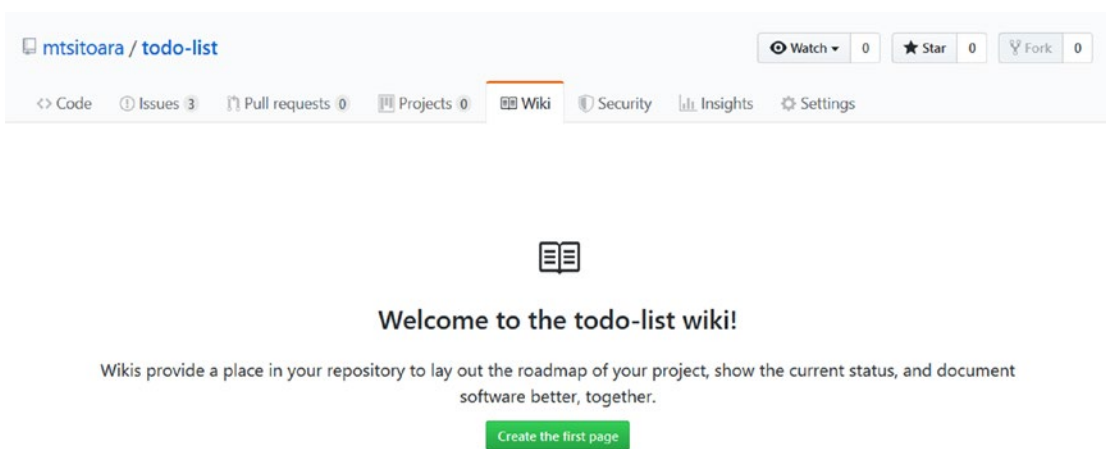 mtsitoara / todo-list
Watch 0 Star 0 Fork 0
Code Issues 3 Pull requests 0 Projects 0 Wiki Security Insights Settings
Welcome to the todo-list wiki!
Wikis provide a place in your repository to lay out the roadmap of your project, show the current status, and document
software better, together.
Create the first page